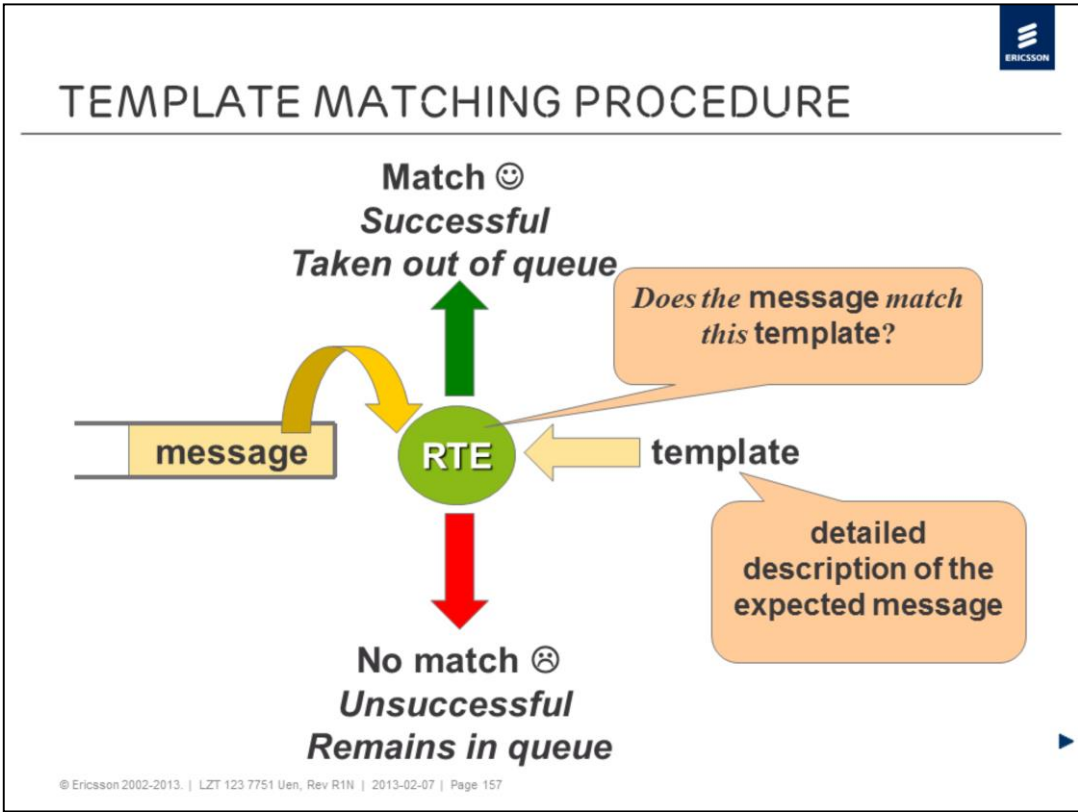 ERICSSON
TEMPLATE MATCHING PROCEDURE
Match ☺
Successful
Taken out of queue
Does the message match
this template?
message
RTE
template
detailed
description of the
expected message
No match ☹
Unsuccessful
Remains in queue
© Ericsson 2002-2013. | LZT 123 7751 Uen, Rev R1N | 2013-02-07 | Page 157